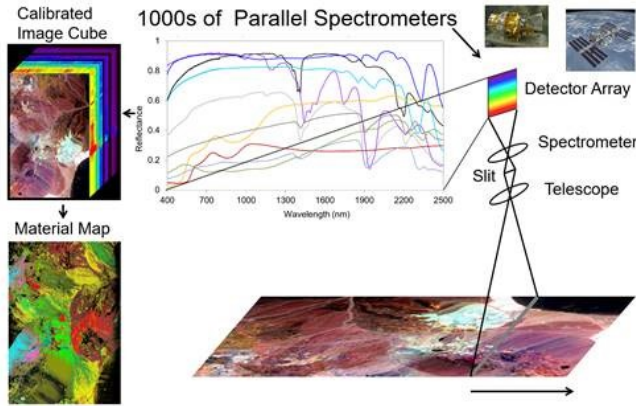 Calibrated
Image Cube
1000s of Parallel Spectrometers
1
0.8
0.6
0.4
0.2
0
Reflectance
400
700
1000
1300
1600
1900
2200
2500
Wavelength (nm)
Detector Array
Spectrometer
Slit
Telescope
Material Map